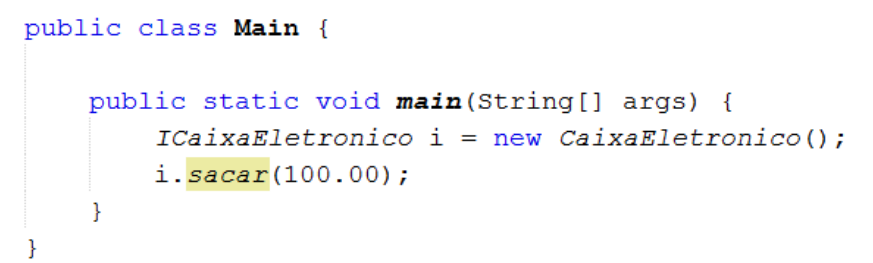 public class Main {
public static void main(String[] args) {
ICaixaEletronico i = new CaixaEletronico();
i.sacar(100.00);
}
}